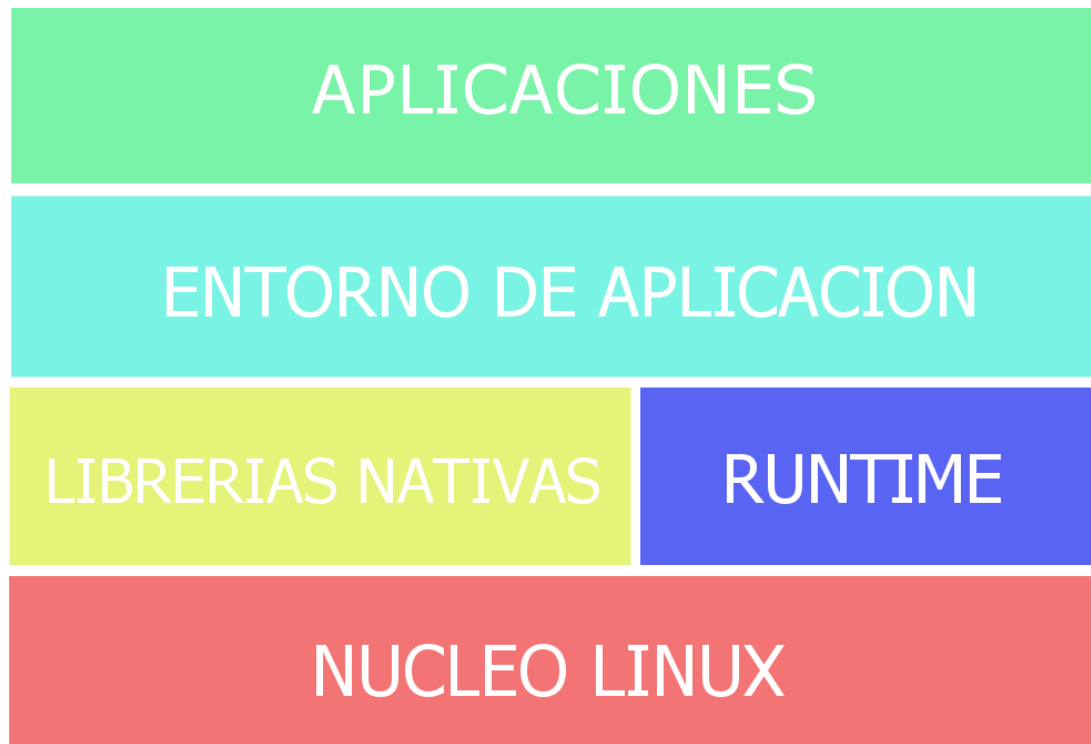 APLICACIONES
ENTORNO DE APLICACION
LIBRERIAS NATIVAS
RUNTIME
NUCLEO LINUX